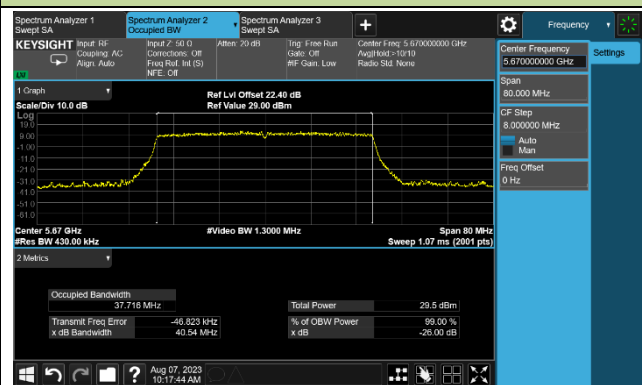 Spectrum Analyzer 1
Swept SA
Spectrum Analyzer 2
Occupied BW
Spectrum Analyzer 3
Swept SA
+
Frequency
KEYSIGHT
Input: RF
Coupling: AC
Align: Auto
Input Z: 50 Ω
Corrections: Off
Freq Ref: Int (S)
NFE: Off
Atten: 20 dB
Trig: Free Run
Gate: Off
#IF Gain: Low
Center Freq: 5.670000000 GHz
Avg|Hold:>10/10
Radio Std: None
LXI
Center Frequency
5.670000000 GHz
Settings
Span
80.000 MHz
CF Step
8.000000 MHz
Auto
Man
Freq Offset
0 Hz
1 Graph
Scale/Div 10.0 dB
Ref Lvl Offset 22.40 dB
Ref Value 29.00 dBm
Log
19.0
9.00
-1.00
-11.0
-21.0
-31.0
-41.0
-51.0
-61.0
Center 5.67 GHz
#Res BW 430.00 kHz
#Video BW 1.3000 MHz
Span 80 MHz
Sweep 1.07 ms (2001 pts)
2 Metrics
Occupied Bandwidth
37.716 MHz
Transmit Freq Error
-46.823 kHz
x dB Bandwidth
40.54 MHz
Total Power
29.5 dBm
% of OBW Power
99.00 %
x dB
-26.00 dB
?
Aug 07, 2023
10:17:44 AM